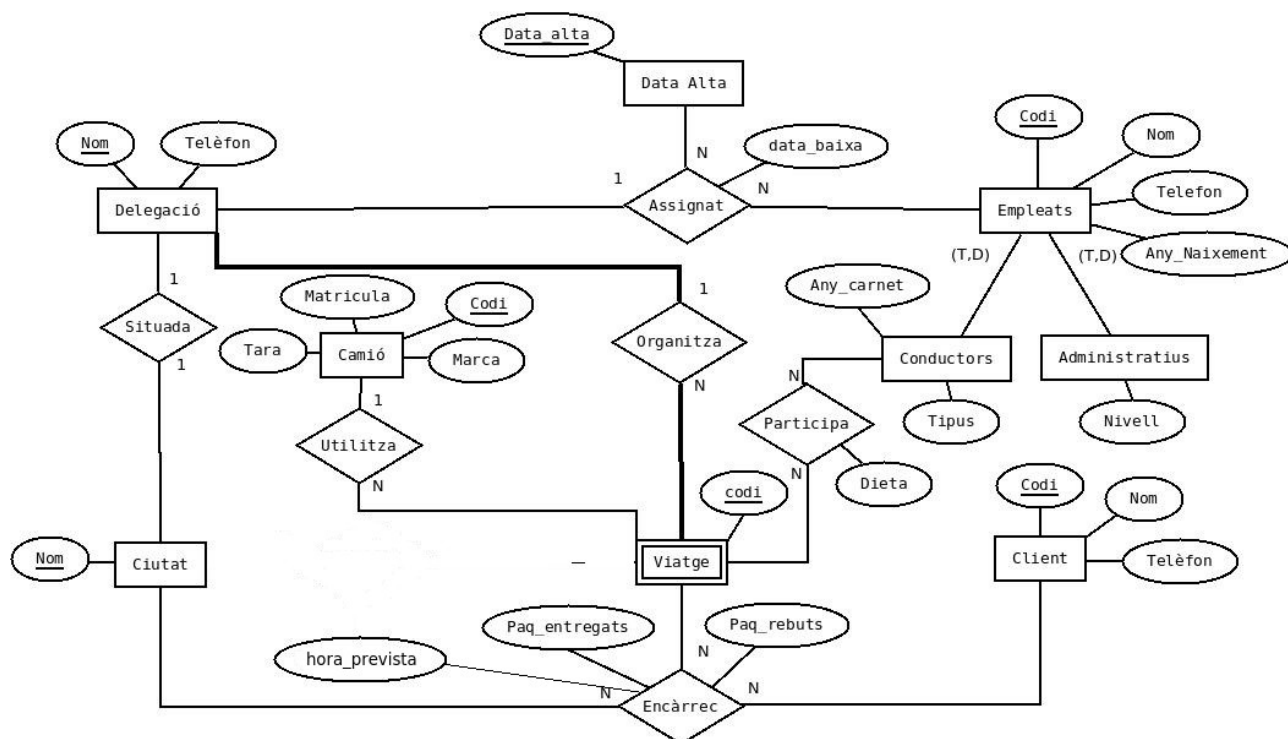 Data_alta
Data Alta
Codi
Nom
Nom
Telèfon
N
data_baixa
Telefon
1
N
Delegació
Assignat
Empleats
Any_Naixement
(T,D)
(T,D)
1
Matricula
Codi
1
Any_carnet
Situada
Organitza
Tara
Camió
Marca
Conductors
Administratius
1
N
N
1
Participa
Tipus
Nivell
Utilitza
N
N
Dieta
codi
Codi
Nom
Nom
Ciutat
Viatge
Client
Telèfon
Paq_entregats
Paq_rebuts
hora_prevista
N
N
N
Encàrrec